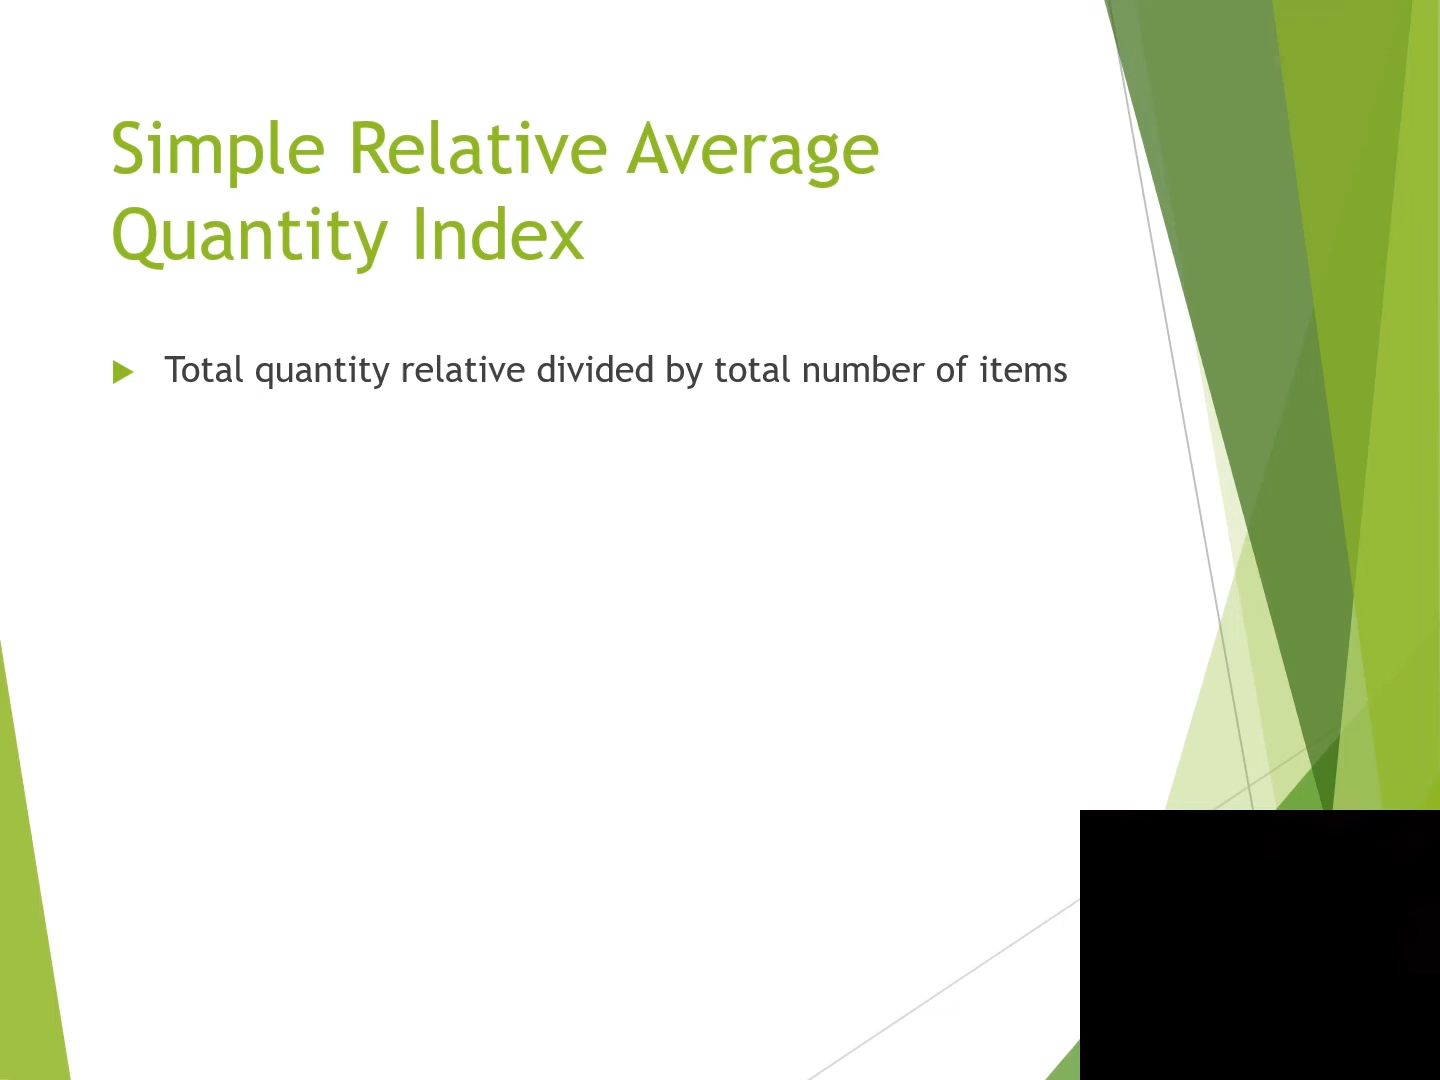 Simple Relative Average
Quantity Index
Total quantity relative divided by total number of items